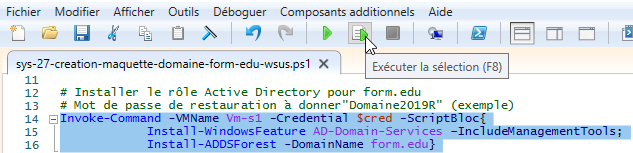 Fichier Modifier Afficher Outils Déboguer Composants additionnels Aide
sys-27-creation-maquette-domaine-form-edu-wsus.ps1 X
Exécuter la sélection (F8)
11
12 # Installer le rôle Active Directory pour form.edu
13 # Mot de passe de restauration à donner"Domaine2019R" (exemple)
14 Invoke-Command -VMName Vm-s1 -Credential $cred -ScriptBloc{
15 Install-WindowsFeature AD-Domain-Services -IncludeManagementTools;
16 Install-ADDSForest -DomainName form.edu}